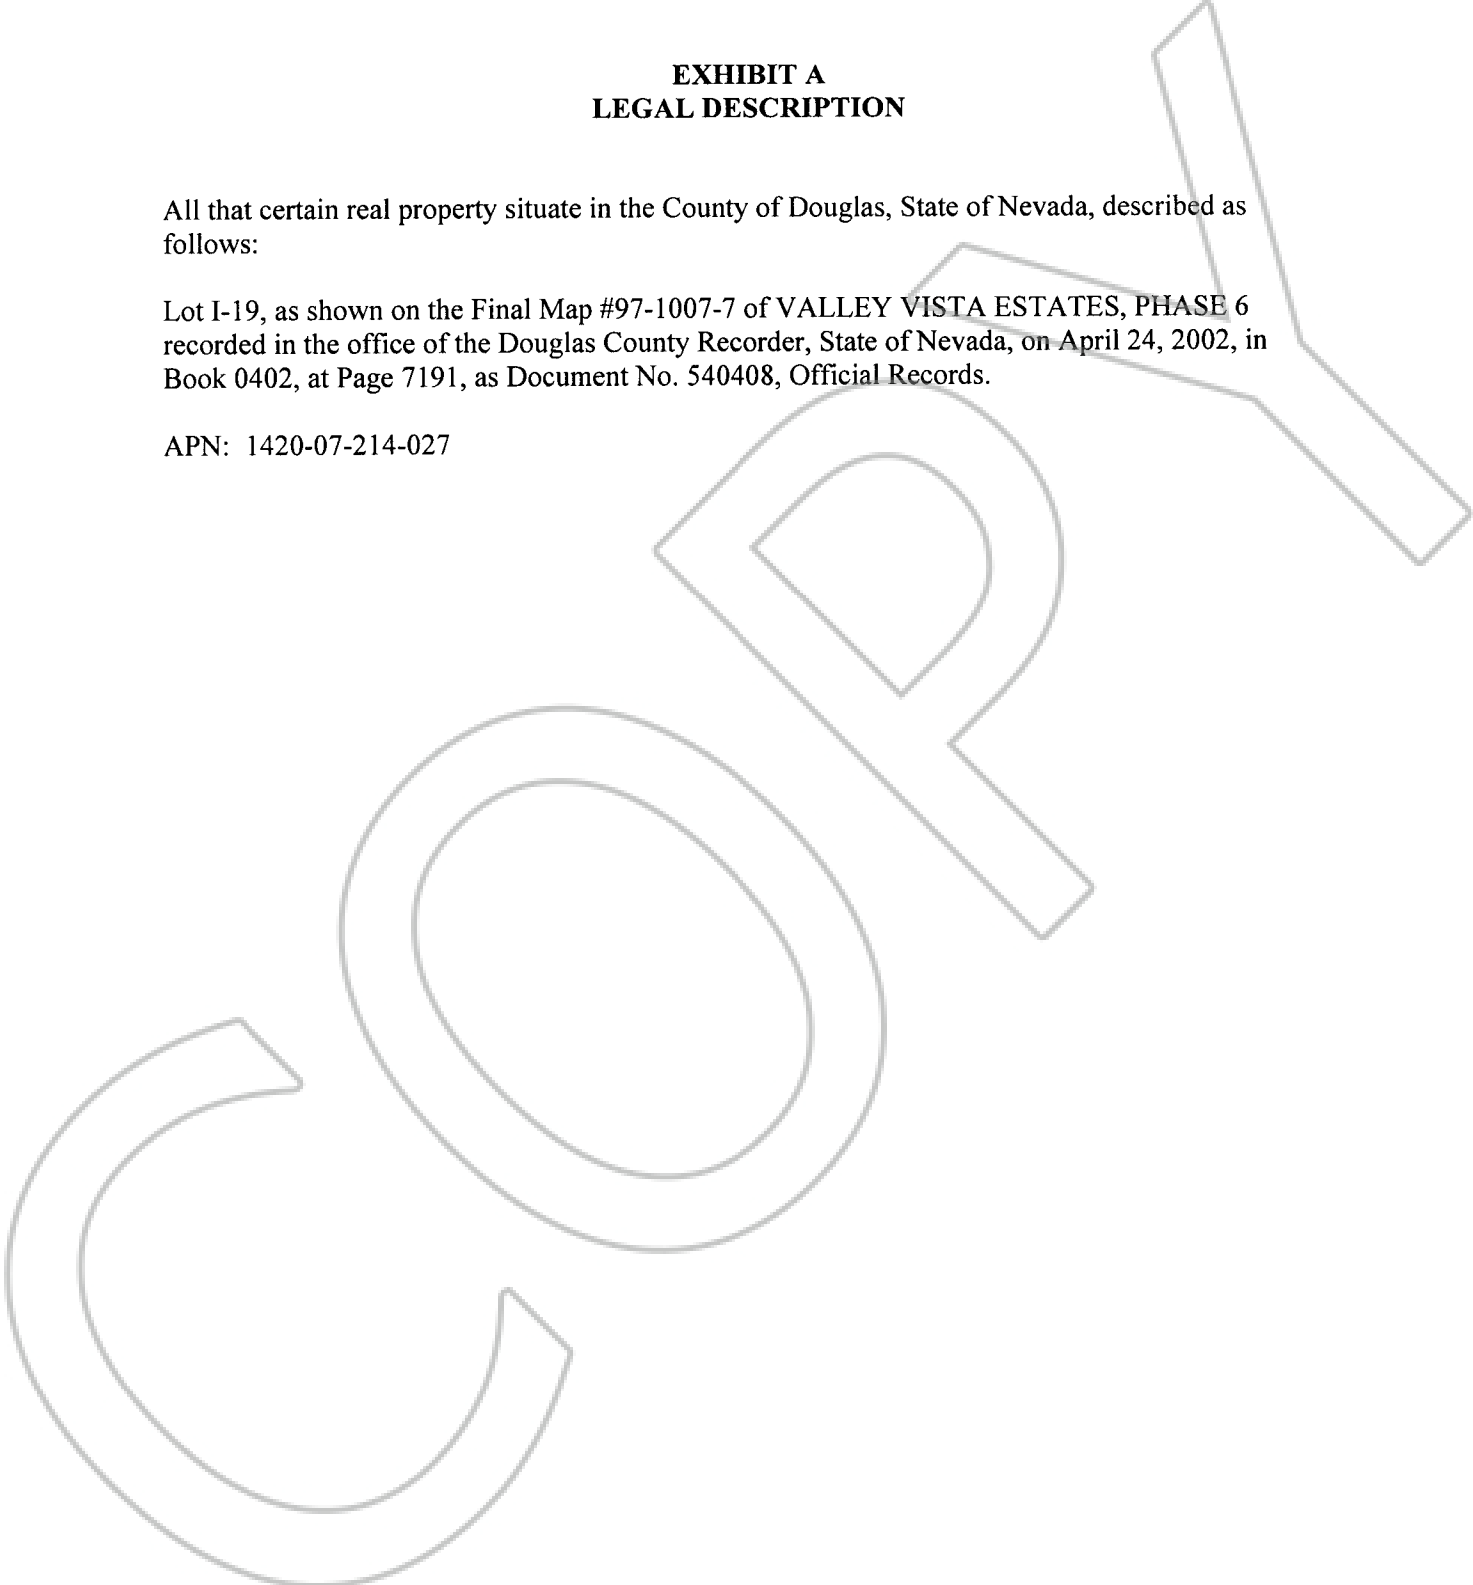 EXHIBIT A
LEGAL DESCRIPTION
All that certain real property situate in the County of Douglas, State of Nevada, described as
follows:
Lot I-19, as shown on the Final Map #97-1007-7 of VALLEY VISTA ESTATES, PHASE 6
recorded in the office of the Douglas County Recorder, State of Nevada, on April 24, 2002, in
Book 0402, at Page 7191, as Document No. 540408, Official Records.
APN: 1420-07-214-027
COPY